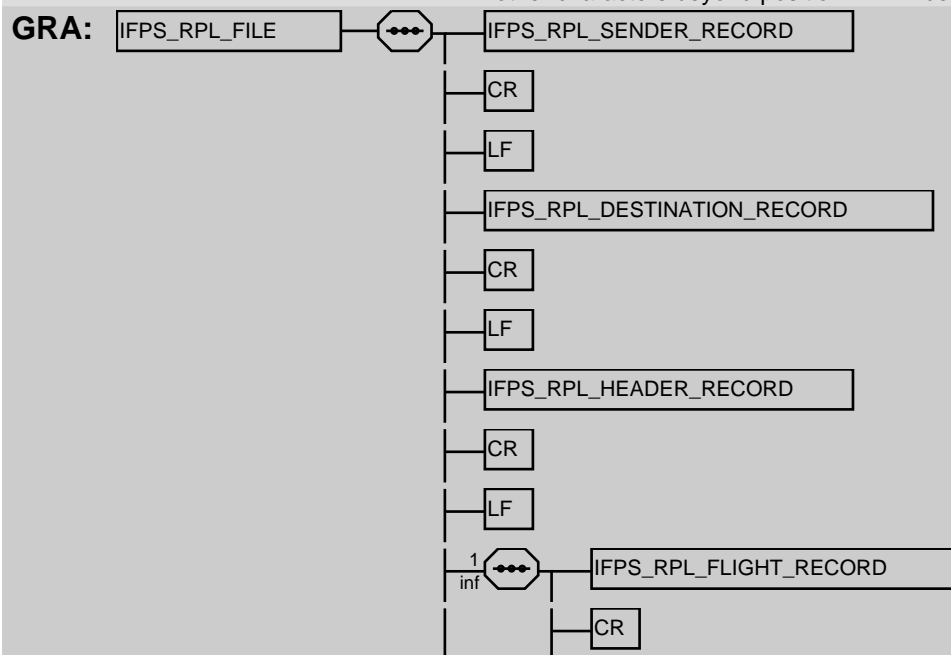 GRA: IFPS_RPL_FILE IFPS_RPL_SENDER_RECORD
CR
LF
IFPS_RPL_DESTINATION_RECORD
CR
LF
IFPS_RPL_HEADER_RECORD
CR
LF
1
inf
IFPS_RPL_FLIGHT_RECORD
CR